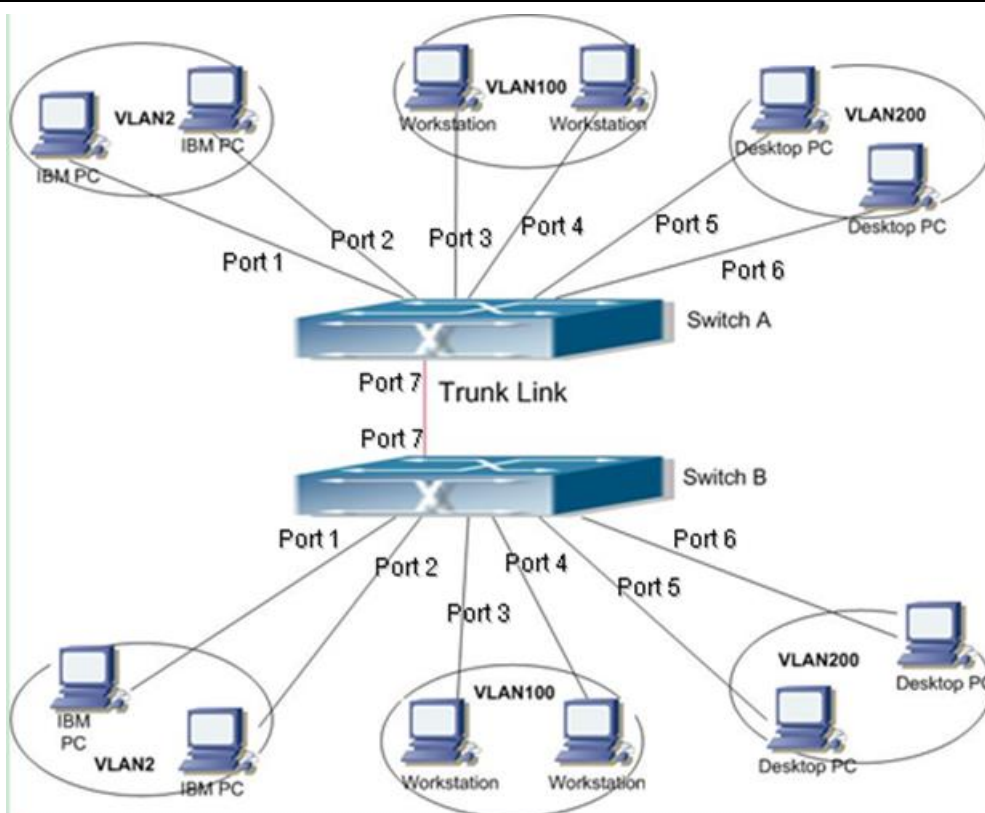 VLAN2
IBM PC
IBM PC
VLAN100
Workstation
Workstation
VLAN200
Desktop PC
Desktop PC
Port 1
Port 2
Port 3
Port 4
Port 5
Port 6
Switch A
Port 7
Trunk Link
Port 7
Switch B
Port 1
Port 2
Port 3
Port 4
Port 5
Port 6
IBM
PC
VLAN2
IBM PC
VLAN100
Workstation
Workstation
VLAN200
Desktop PC
Desktop PC